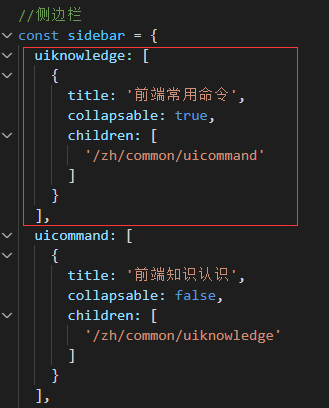 //侧边栏
const sidebar = {
uiknowledge: [
{
title: '前端常用命令',
collapsable: true,
children: [
'/zh/common/uicommand'
]
}
],
uicommand: [
{
title: '前端知识认识',
collapsable: false,
children: [
'/zh/common/uiknowledge'
]
}
],